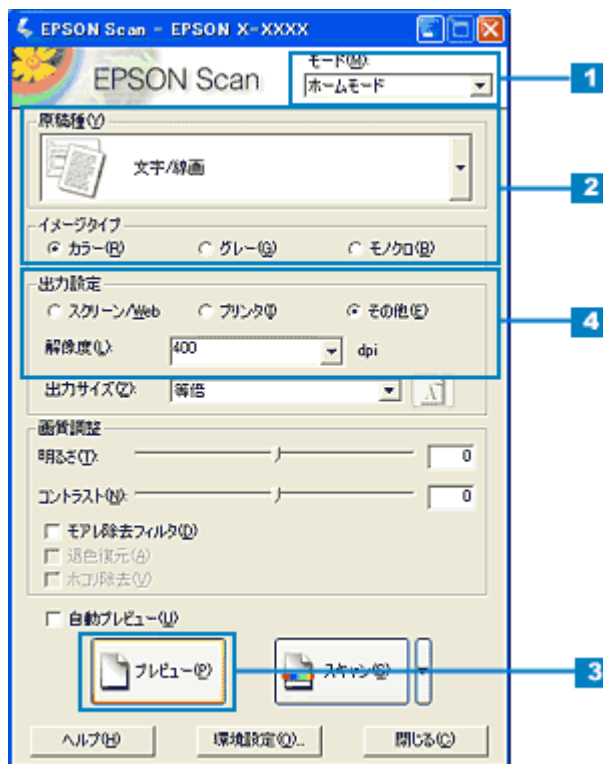 EPSON Scan - EPSON X-XXXX
EPSON Scan
モード(M):
ホームモード
1
原稿種(Y)
文字/線画
2
イメージタイプ
カラー(R) グレー(G) モノクロ(B)
出力設定
スクリーン/Web プリンタ(I) その他(E)
4
解像度(L): 400 dpi
出力サイズ(Z): 等倍
画質調整
明るさ(T): 0
コントラスト(N): 0
モアレ除去フィルタ(D)
退色復元(A)
ホコリ除去(V)
自動プレビュー(U)
プレビュー(P) スキャン(S)
3
ヘルプ(H) 環境設定(O)... 閉じる(C)